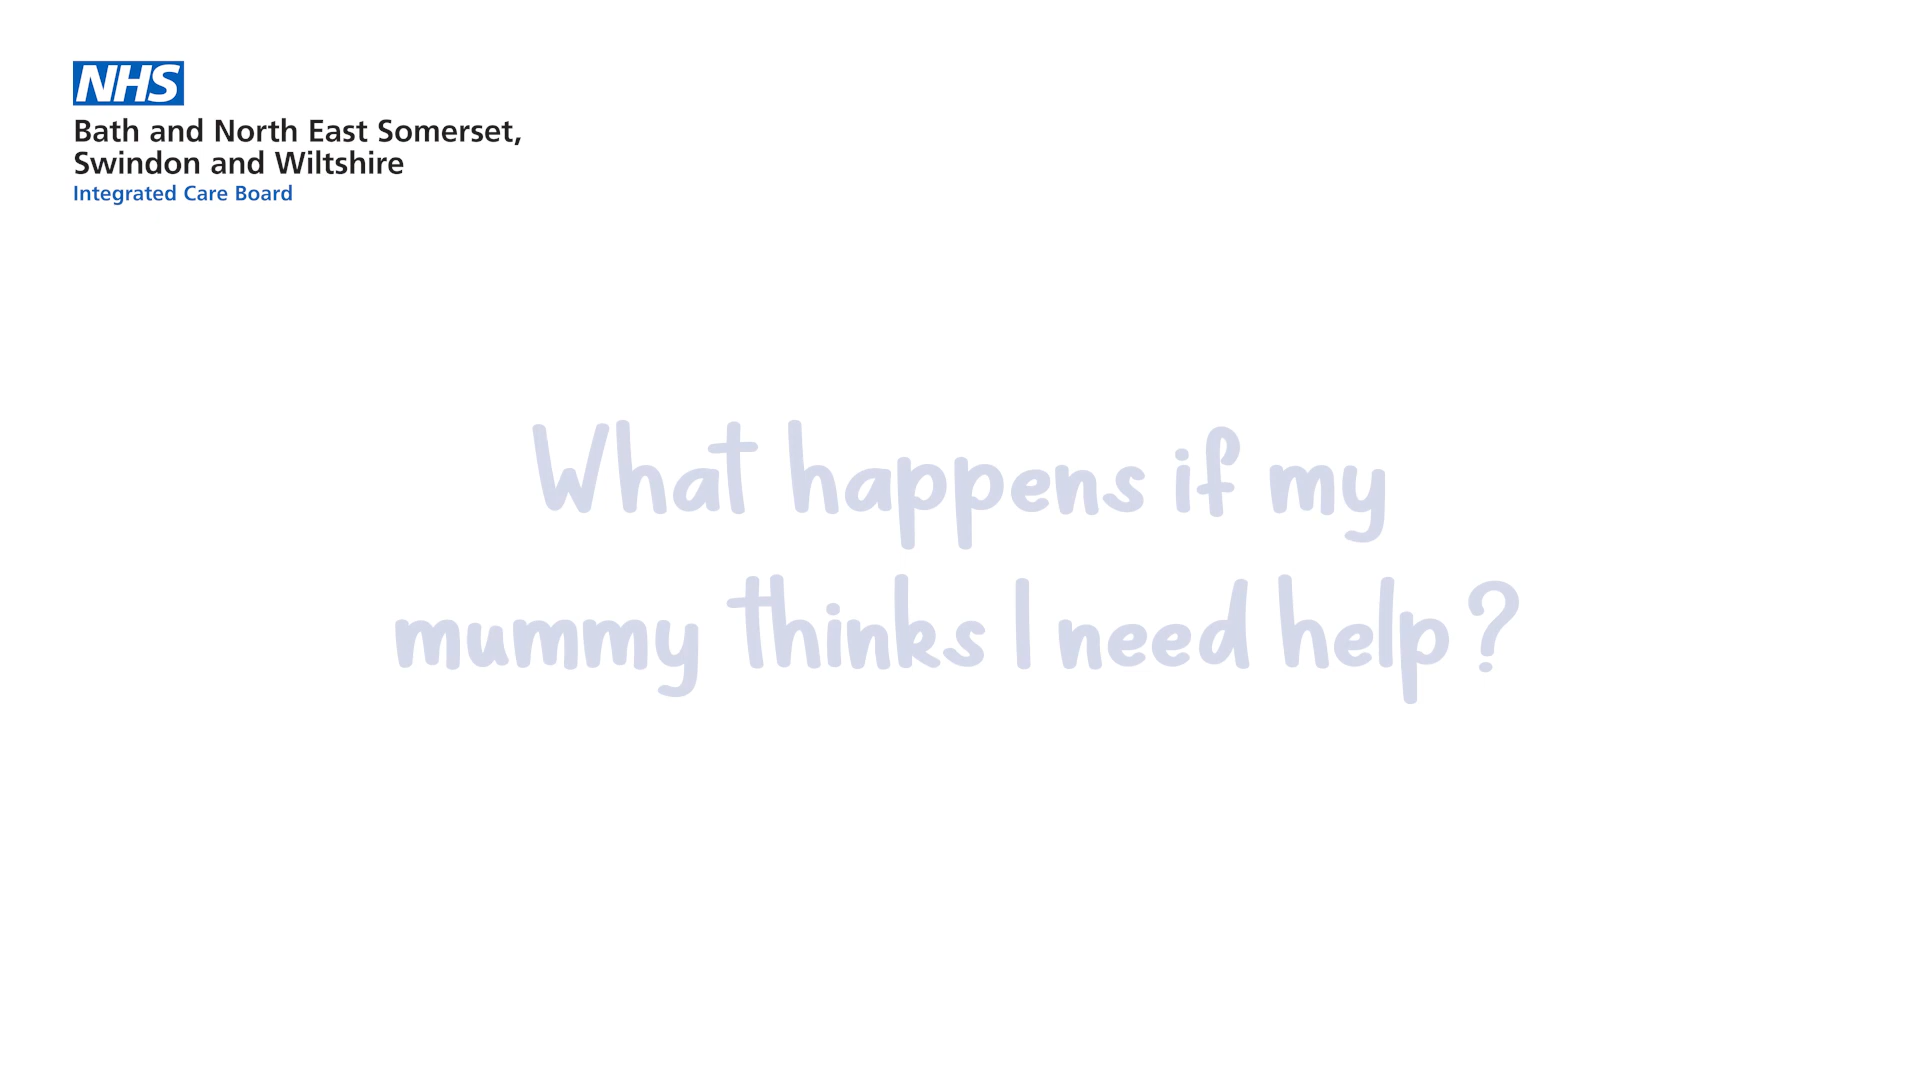 NHS
Bath and North East Somerset,
Swindon and Wiltshire
Integrated Care Board
What happens if my
mummy thinks I need help?